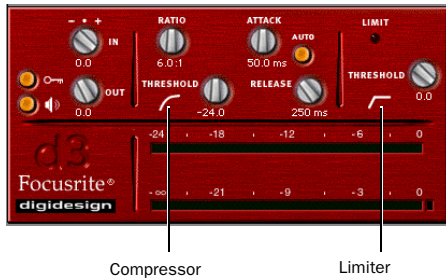 − • +
IN
0.0
RATIO
6.0:1
ATTACK
50.0 ms
AUTO
LIMIT
OUT
0.0
THRESHOLD
-24.0
RELEASE
250 ms
THRESHOLD
0.0
d3
Focusrite®
digidesign
-24 -18 -12 -6 0
-∞ -21 -9 -3 0
Compressor
Limiter